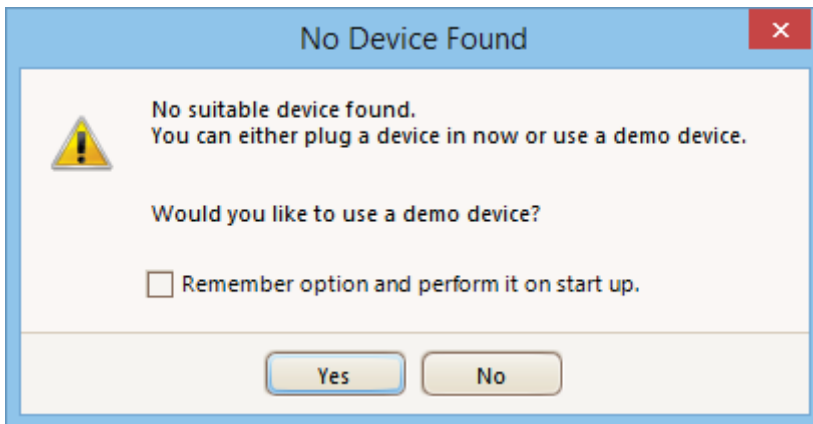 No Device Found
No suitable device found.
You can either plug a device in now or use a demo device.
Would you like to use a demo device?
Remember option and perform it on start up.
Yes
No